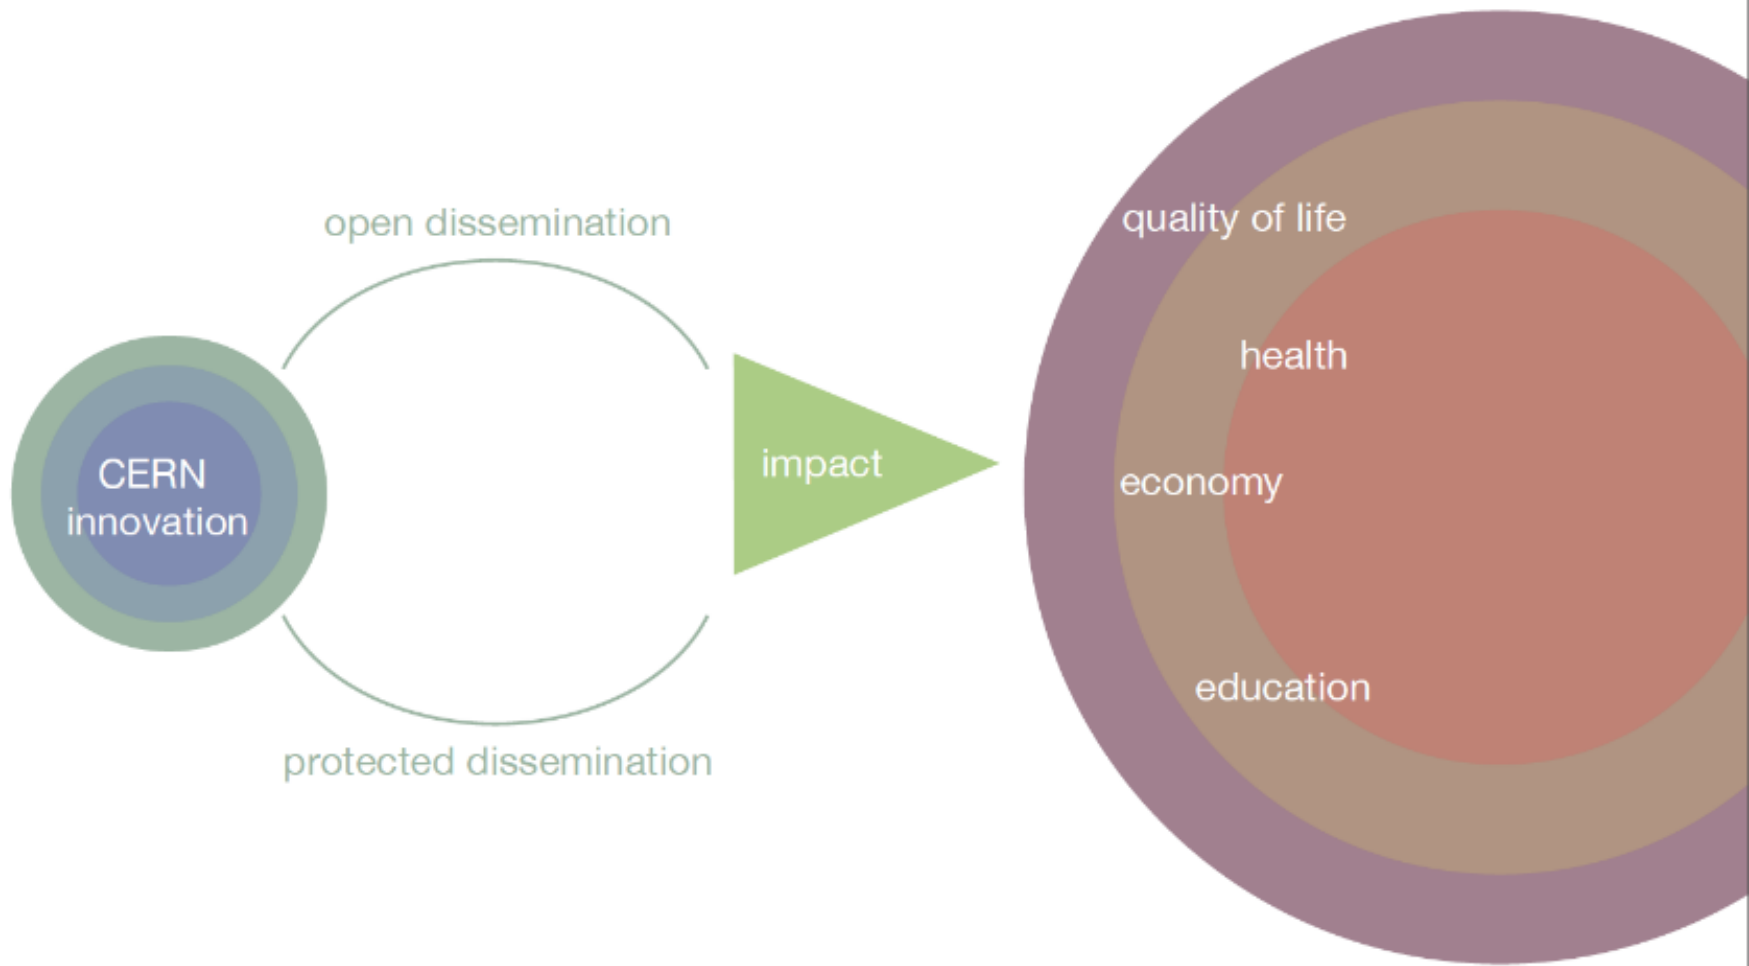 open dissemination
CERN
innovation
protected dissemination
impact
quality of life
health
economy
education